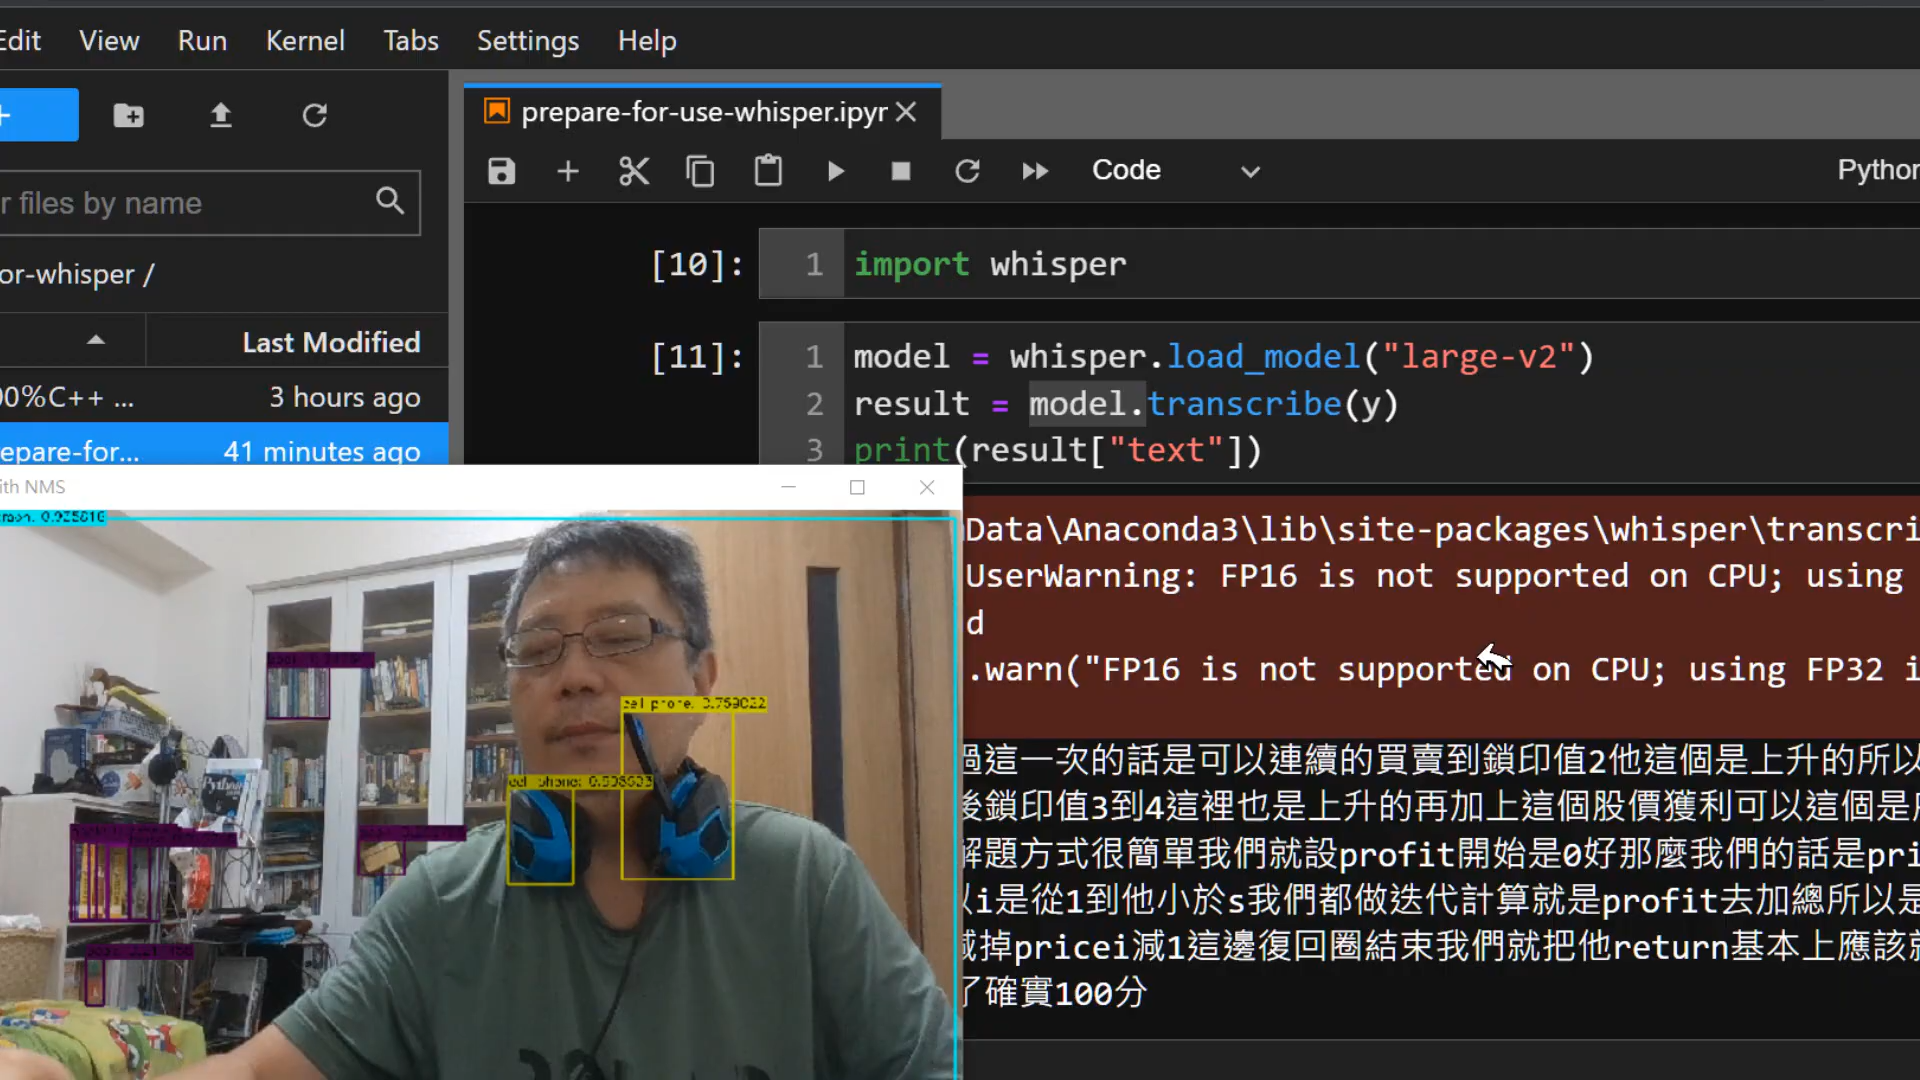 Edit View Run Kernel Tabs Settings Help
prepare-for-use-whisper.ipyr
Code
Python
r files by name
or-whisper /
Last Modified
00%C++ ... 3 hours ago
epare-for... 41 minutes ago
[10]: 1 import whisper
[11]: 1 model = whisper.load_model("large-v2")
2 result = model.transcribe(y)
3 print(result["text"])
ith NMS
Data\Anaconda3\lib\site-packages\whisper\transcri
UserWarning: FP16 is not supported on CPU; using
d
.warn("FP16 is not supported on CPU; using FP32 i
過這一次的話是可以連續的買賣到鎖印值2他這個是上升的所以
後鎖印值3到4這裡也是上升的再加上這個股價獲利可以這個是
解題方式很簡單我們就設profit開始是0好那麼我們的話是pri
以i是從1到他小於s我們都做迭代計算就是profit去加總所以是
減掉pricei減1這邊復回圈結束我們就把他return基本上應該就
了確實100分
cell phone: 0.759022
cell phone: